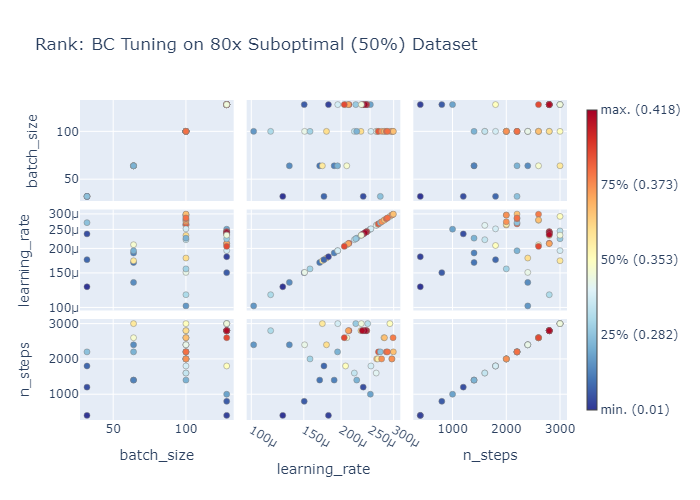 Rank: BC Tuning on 80x Suboptimal (50%) Dataset
batch_size
100
50
learning_rate
300μ
250μ
200μ
150μ
100μ
n_steps
3000
2000
1000
50
100
batch_size
100μ
150μ
200μ
250μ
300μ
learning_rate
1000
2000
3000
n_steps
max. (0.418)
75% (0.373)
50% (0.353)
25% (0.282)
min. (0.01)